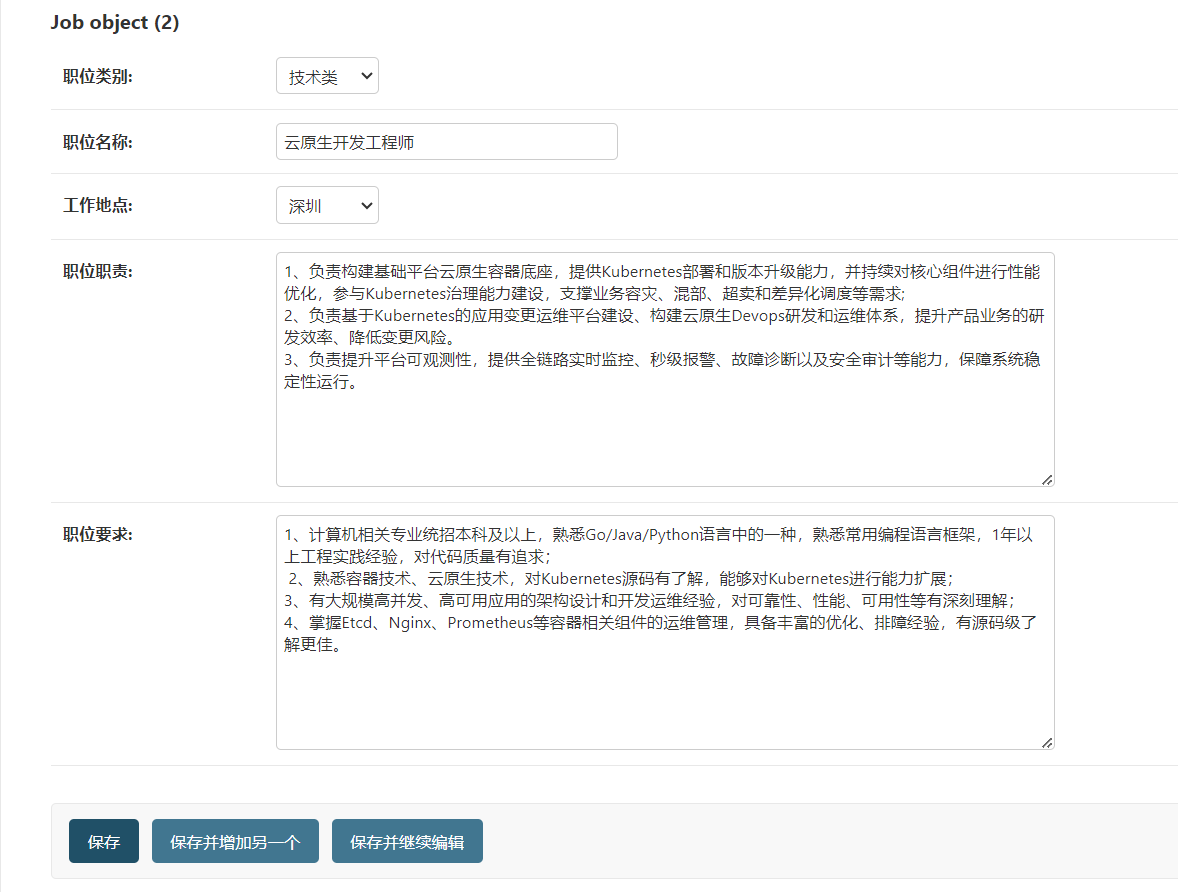 Job object (2)
职位类别:
技术类
职位名称:
云原生开发工程师
工作地点:
深圳
职位职责:
1、负责构建基础平台云原生容器底座，提供Kubernetes部署和版本升级能力，并持续对核心组件进行性能
优化，参与Kubernetes治理能力建设，支撑业务容灾、混部、超卖和差异化调度等需求;
2、负责基于Kubernetes的应用变更运维平台建设、构建云原生Devops研发和运维体系，提升产品业务的研
发效率、降低变更风险。
3、负责提升平台可观测性，提供全链路实时监控、秒级报警、故障诊断以及安全审计等能力，保障系统稳
定性运行。
职位要求:
1、计算机相关专业统招本科及以上，熟悉Go/Java/Python语言中的一种，熟悉常用编程语言框架，1年以
上工程实践经验，对代码质量有追求；
2、熟悉容器技术、云原生技术，对Kubernetes源码有了解，能够对Kubernetes进行能力扩展；
3、有大规模高并发、高可用应用的架构设计和开发运维经验，对可靠性、性能、可用性等有深刻理解；
4、掌握Etcd、Nginx、Prometheus等容器相关组件的运维管理，具备丰富的优化、排障经验，有源码级了
解更佳。
保存
保存并增加另一个
保存并继续编辑